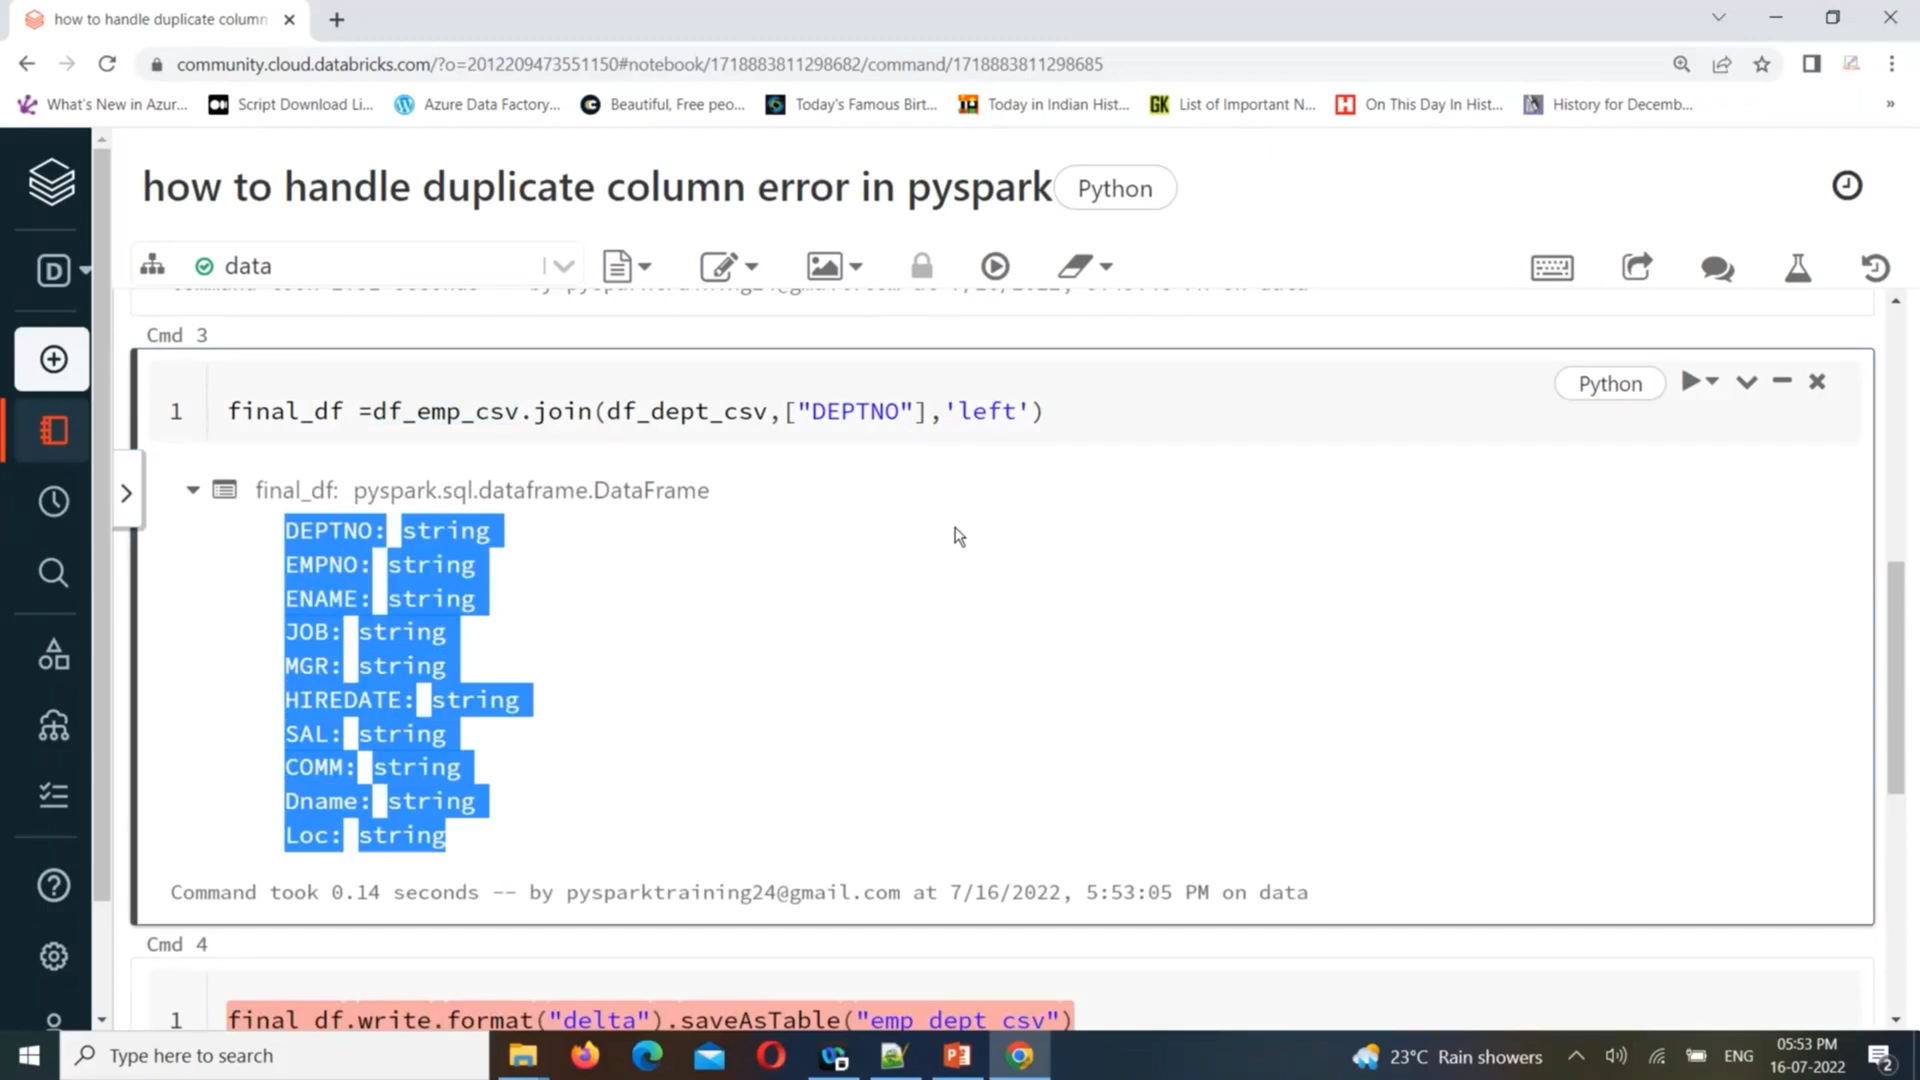 how to handle duplicate column
community.cloud.databricks.com/?o=2012209473551150#notebook/1718883811298682/command/1718883811298685
What's New in Azur... Script Download Li... Azure Data Factory... Beautiful, Free peo... Today's Famous Birt... Today in Indian Hist... GK List of Important N... H On This Day In Hist... History for Decemb... »
how to handle duplicate column error in pyspark Python
D
data
Cmd 3
Python
1 final_df =df_emp_csv.join(df_dept_csv,["DEPTNO"],'left')
final_df: pyspark.sql.dataframe.DataFrame
DEPTNO: string
EMPNO: string
ENAME: string
JOB: string
MGR: string
HIREDATE: string
SAL: string
COMM: string
Dname: string
Loc: string
Command took 0.14 seconds -- by pysparktraining24@gmail.com at 7/16/2022, 5:53:05 PM on data
Cmd 4
1 final_df.write.format("delta").saveAsTable("emp_dept_csv")
Type here to search
23°C Rain showers
ENG
05:53 PM
16-07-2022
2